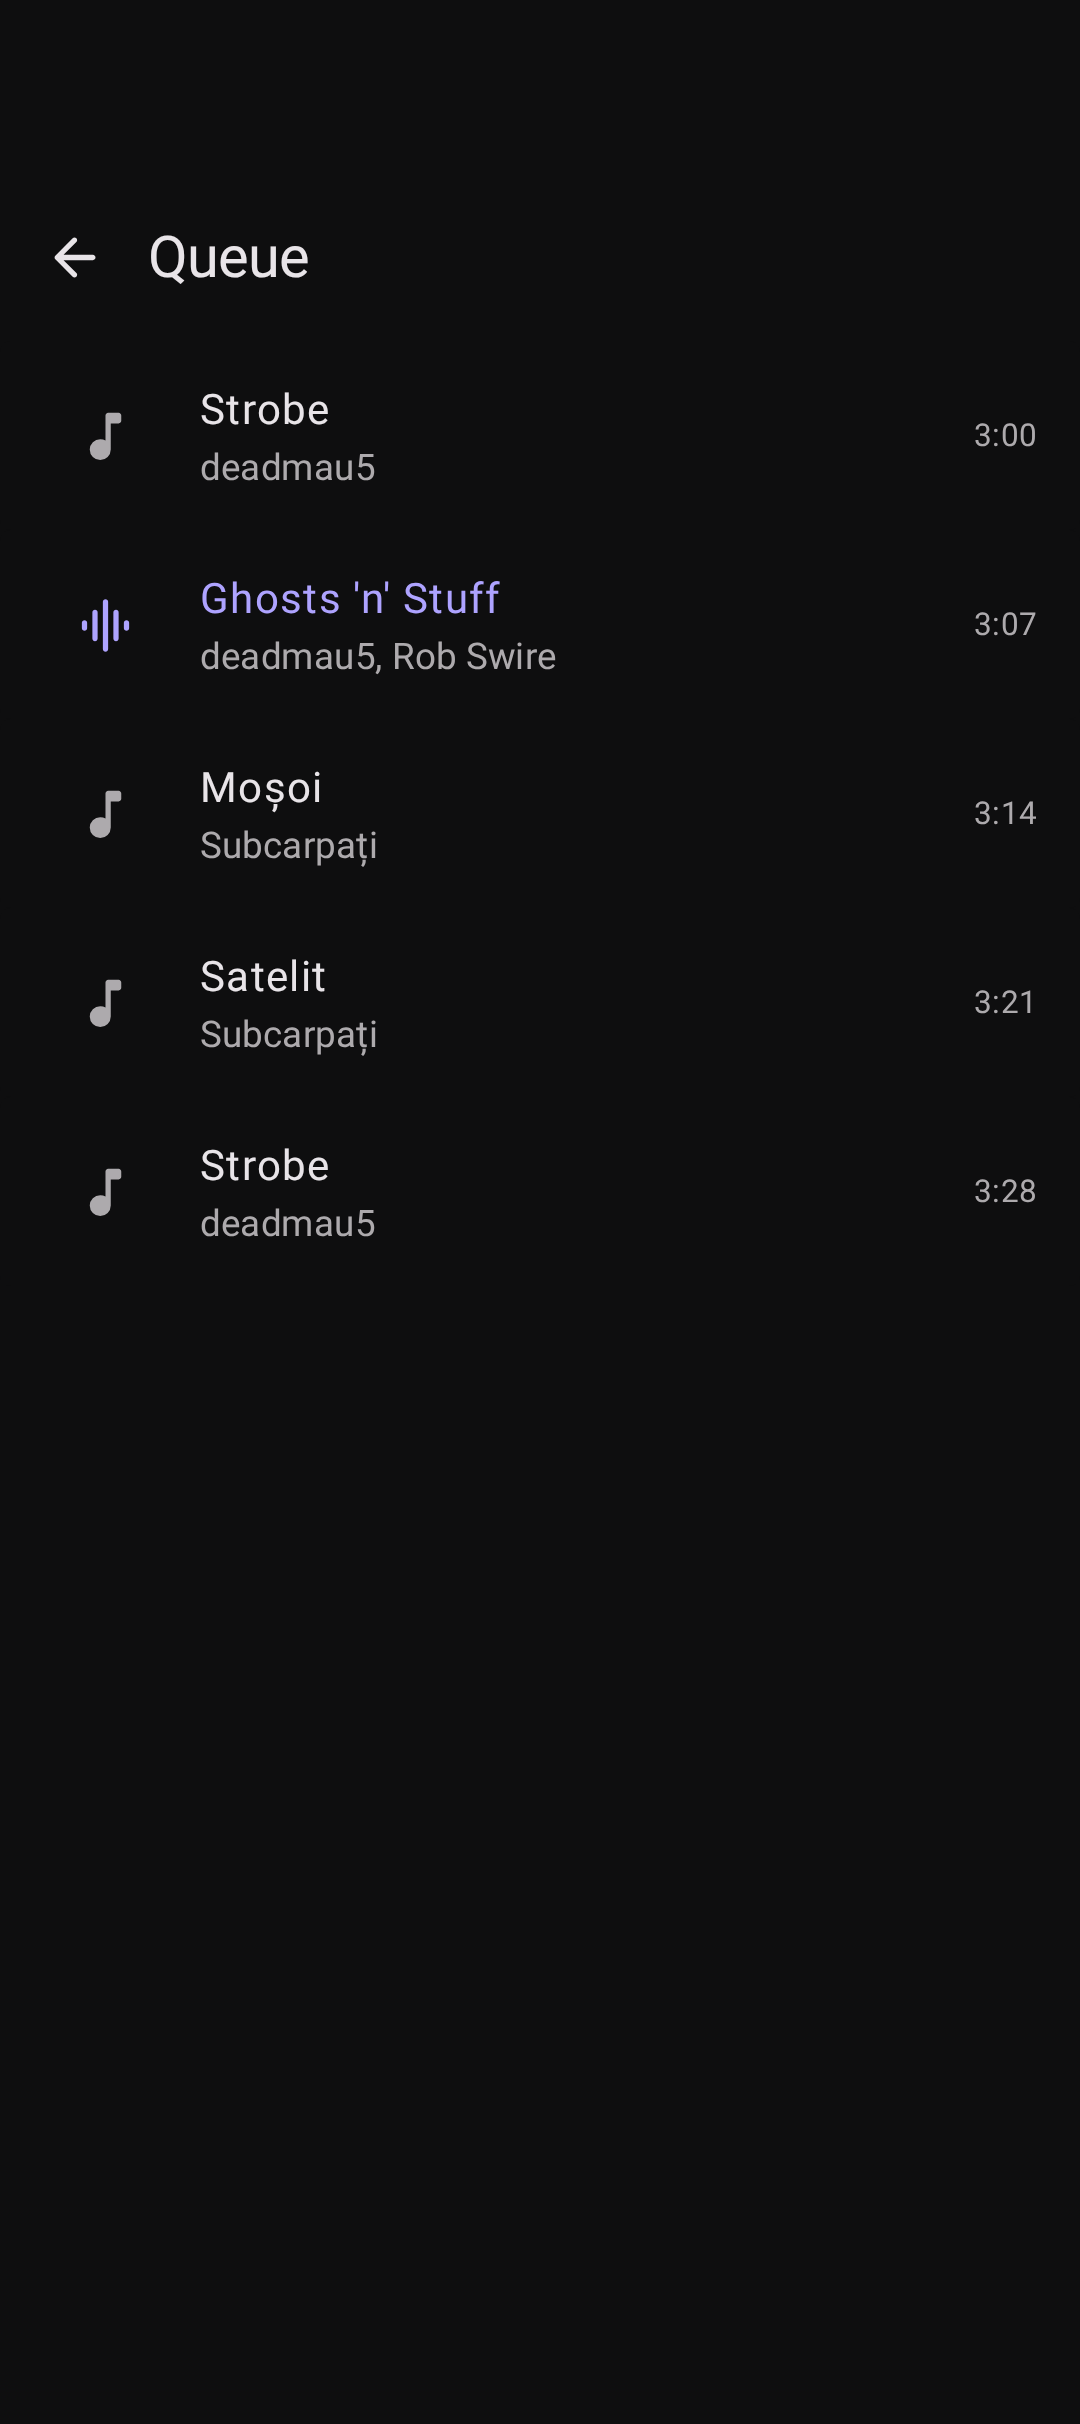 Queue
Strobe
deadmau5
3:00
Ghosts 'n' Stuff
deadmau5, Rob Swire
3:07
Moșoi
Subcarpați
3:14
Satelit
Subcarpați
3:21
Strobe
deadmau5
3:28